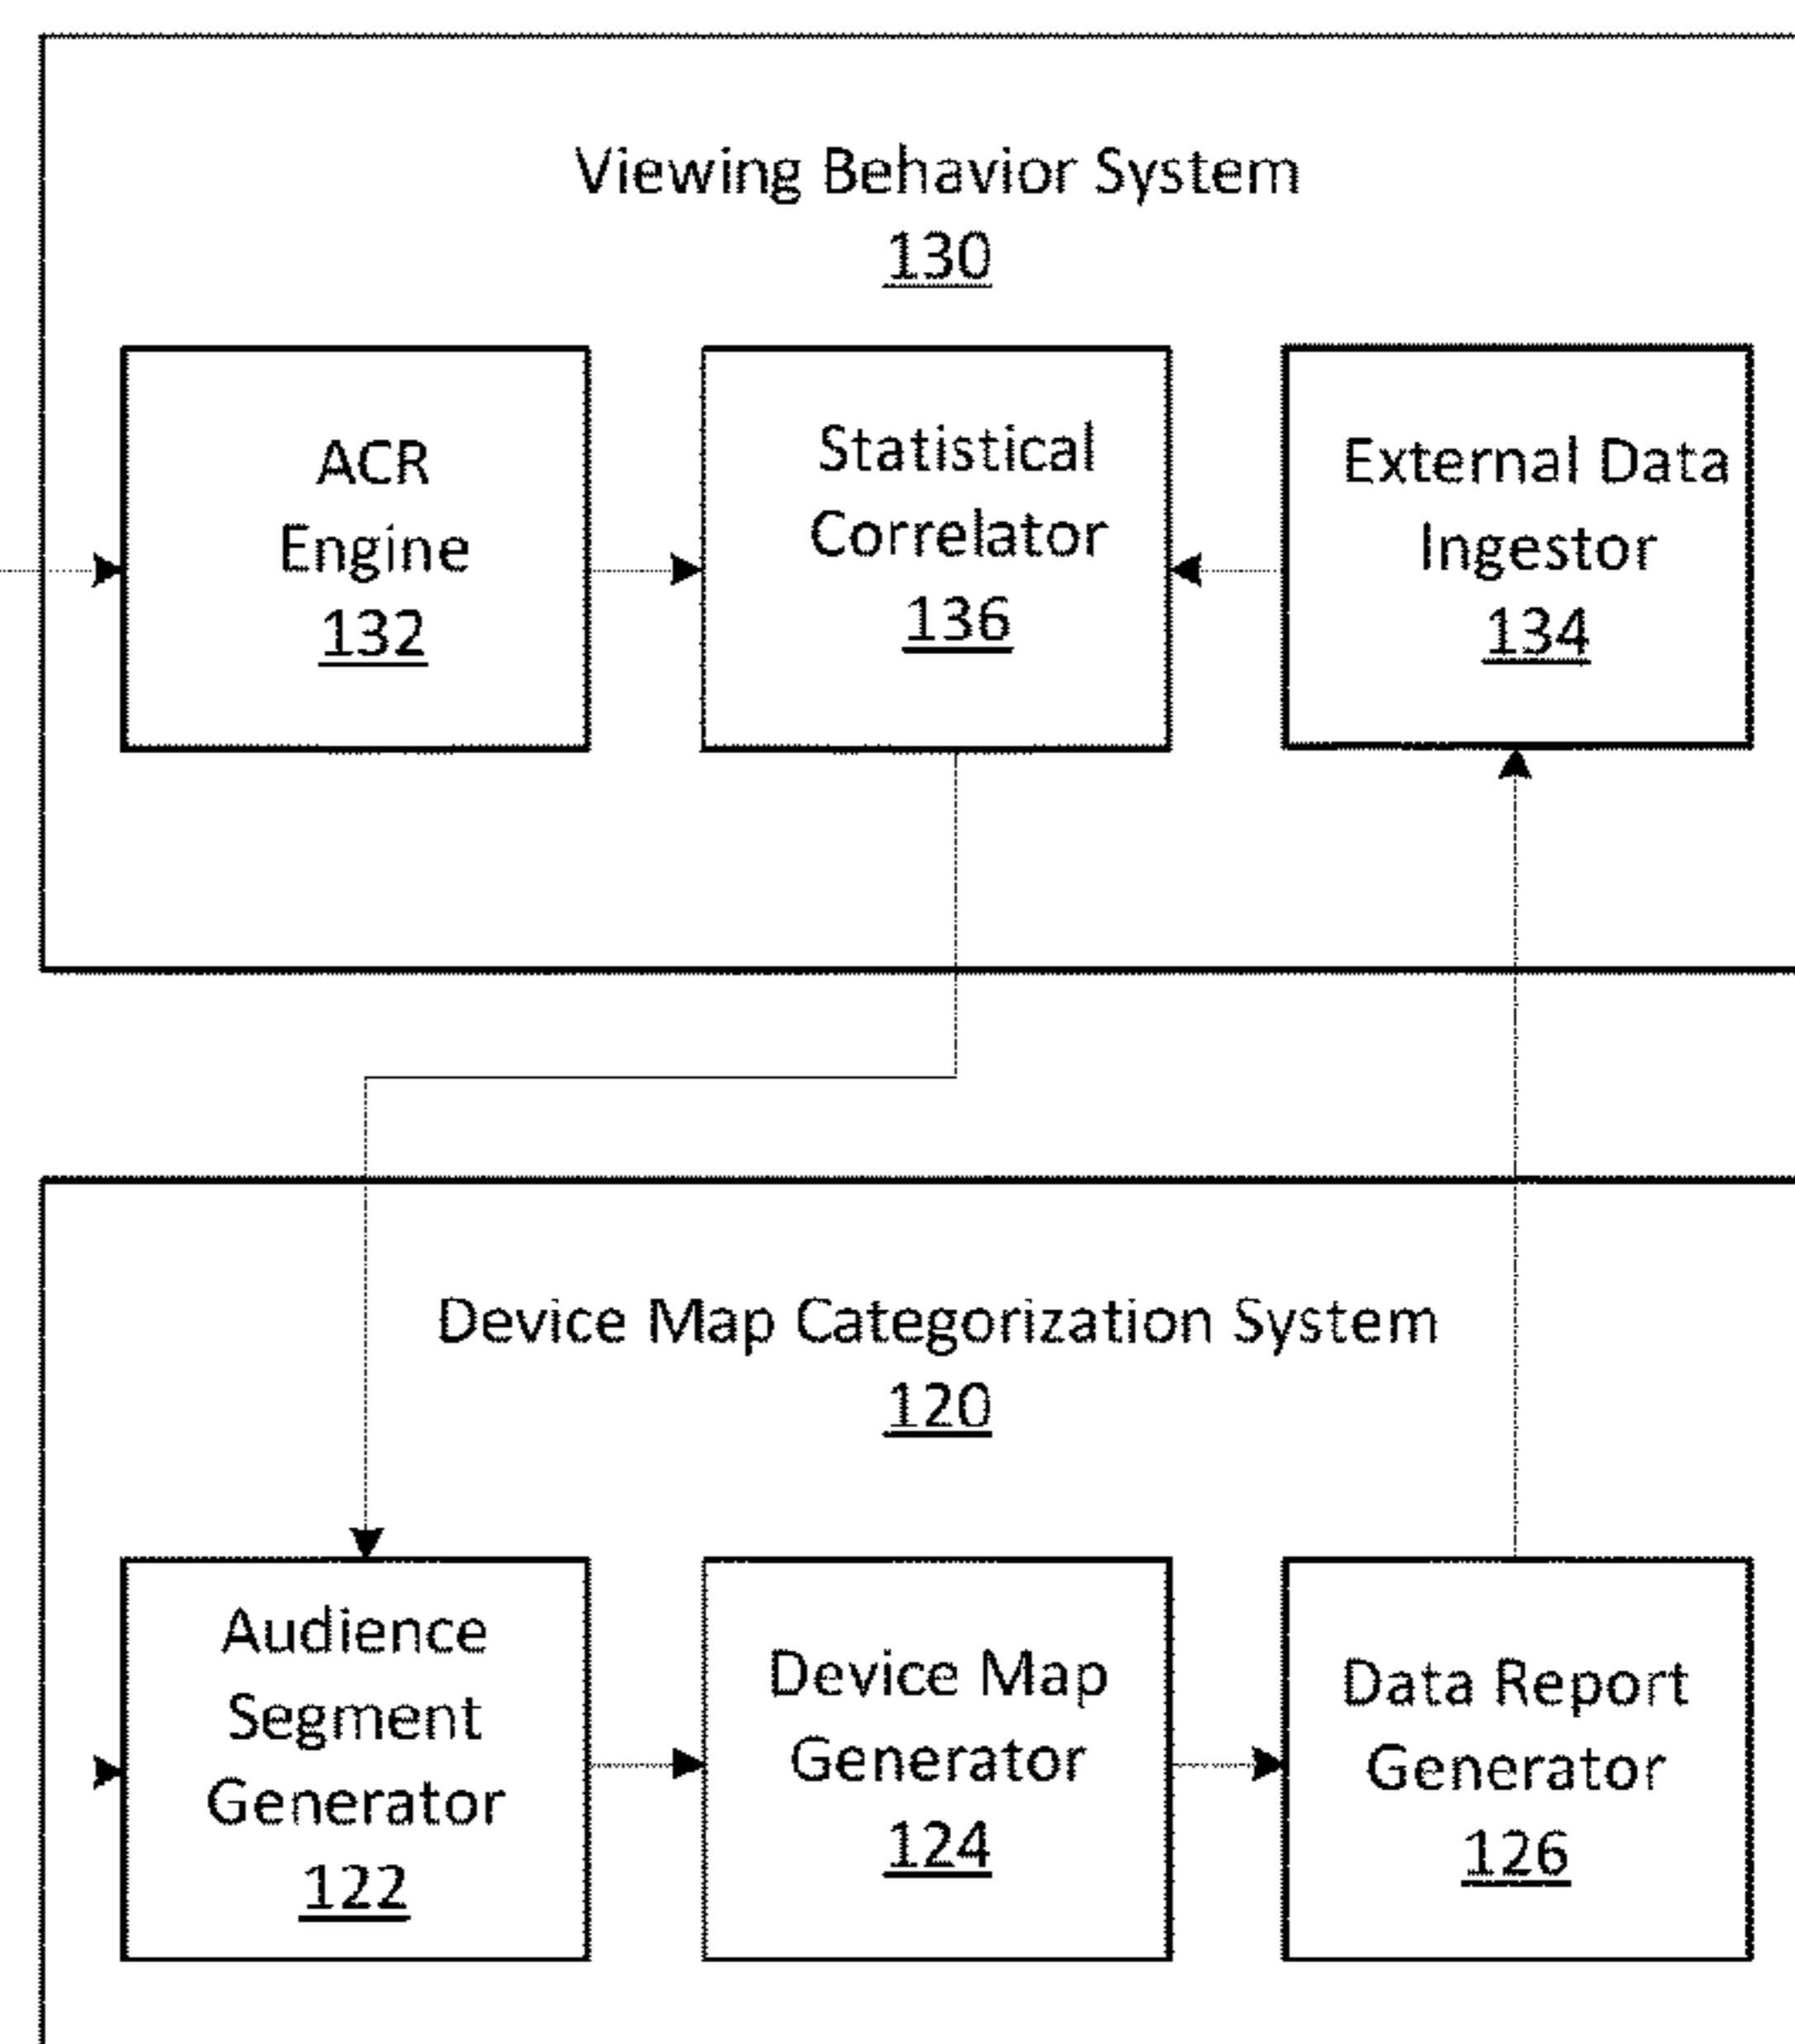 Viewing Behavior System
130
ACR
Engine
132
Statistical
Correlator
136
External Data
Ingestor
134
Device Map Categorization System
120
Audience
Segment
Generator
122
Device Map
Generator
124
Data Report
Generator
126